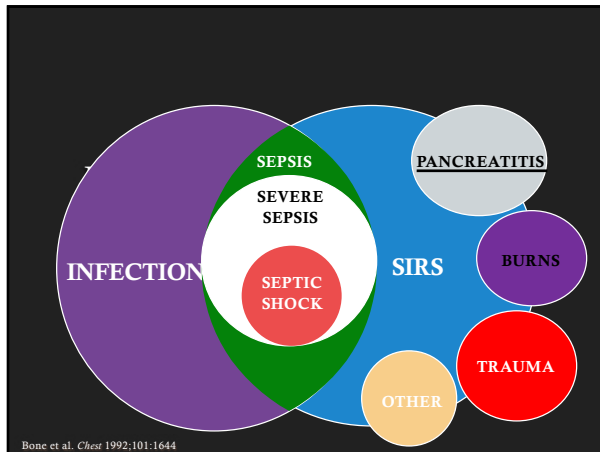 SEPSIS
PANCREATITIS
SEVERE
SEPSIS
INFECTION
SEPTIC
SHOCK
SIRS
BURNS
TRAUMA
OTHER
Bone et al. Chest 1992;101:1644